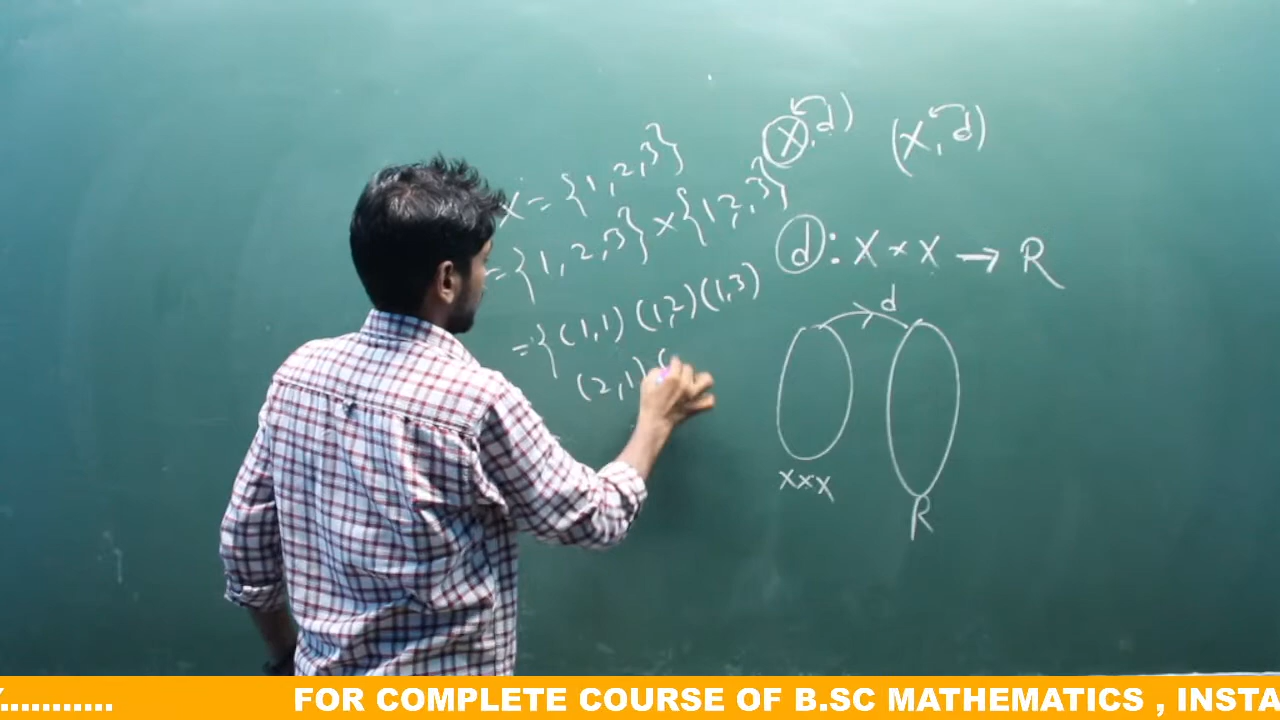 X = {1,2,3}
= {1,2,3} × {1,2,3}
= { (1,1) (1,2) (1,3)
(2,1) (
(X, d) (X, d)
d : X × X → R
d
X×X
R
........... FOR COMPLETE COURSE OF B.SC MATHEMATICS , INSTA